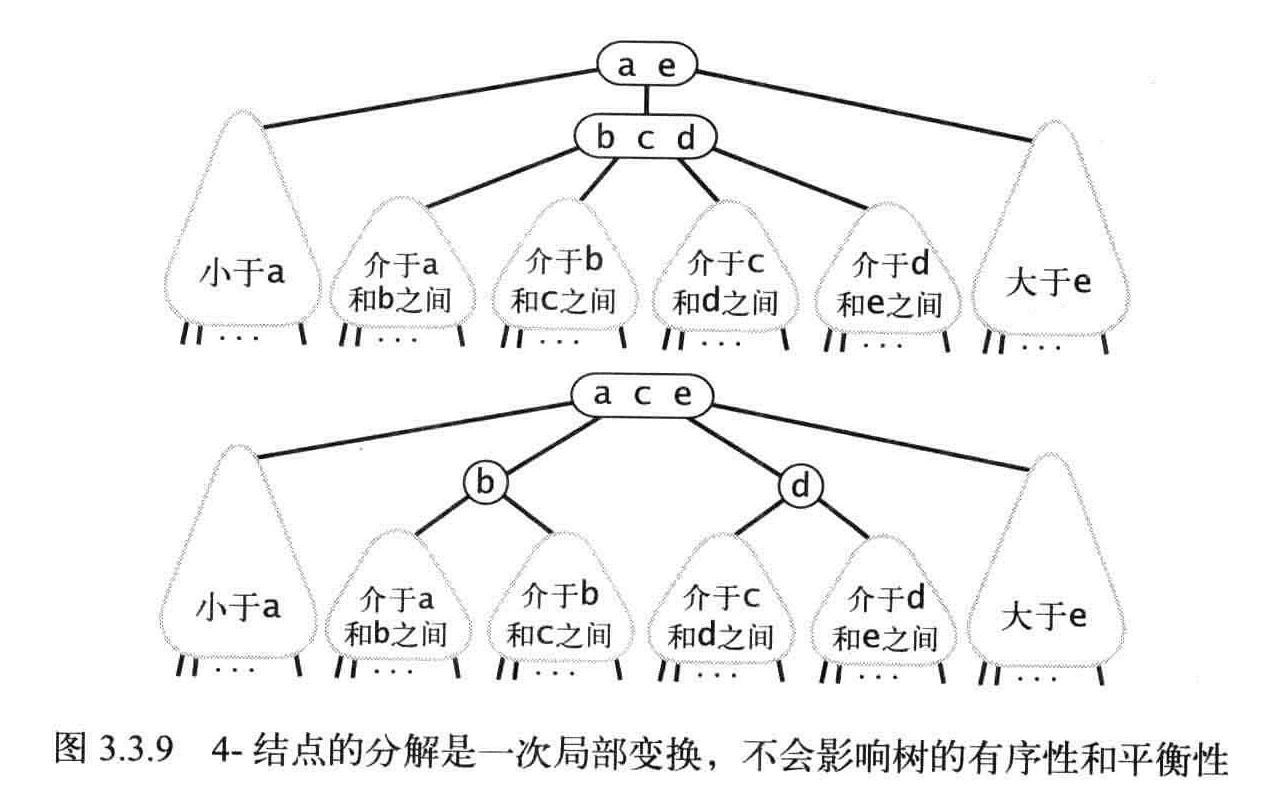 a e
b c d
小于a
介于a
和b之间
介于b
和c之间
介于c
和d之间
介于d
和e之间
大于e
...
...
...
...
...
...
a c e
b
d
小于a
介于a
和b之间
介于b
和c之间
介于c
和d之间
介于d
和e之间
大于e
...
...
...
...
...
...
图 3.3.9 4- 结点的分解是一次局部变换，不会影响树的有序性和平衡性